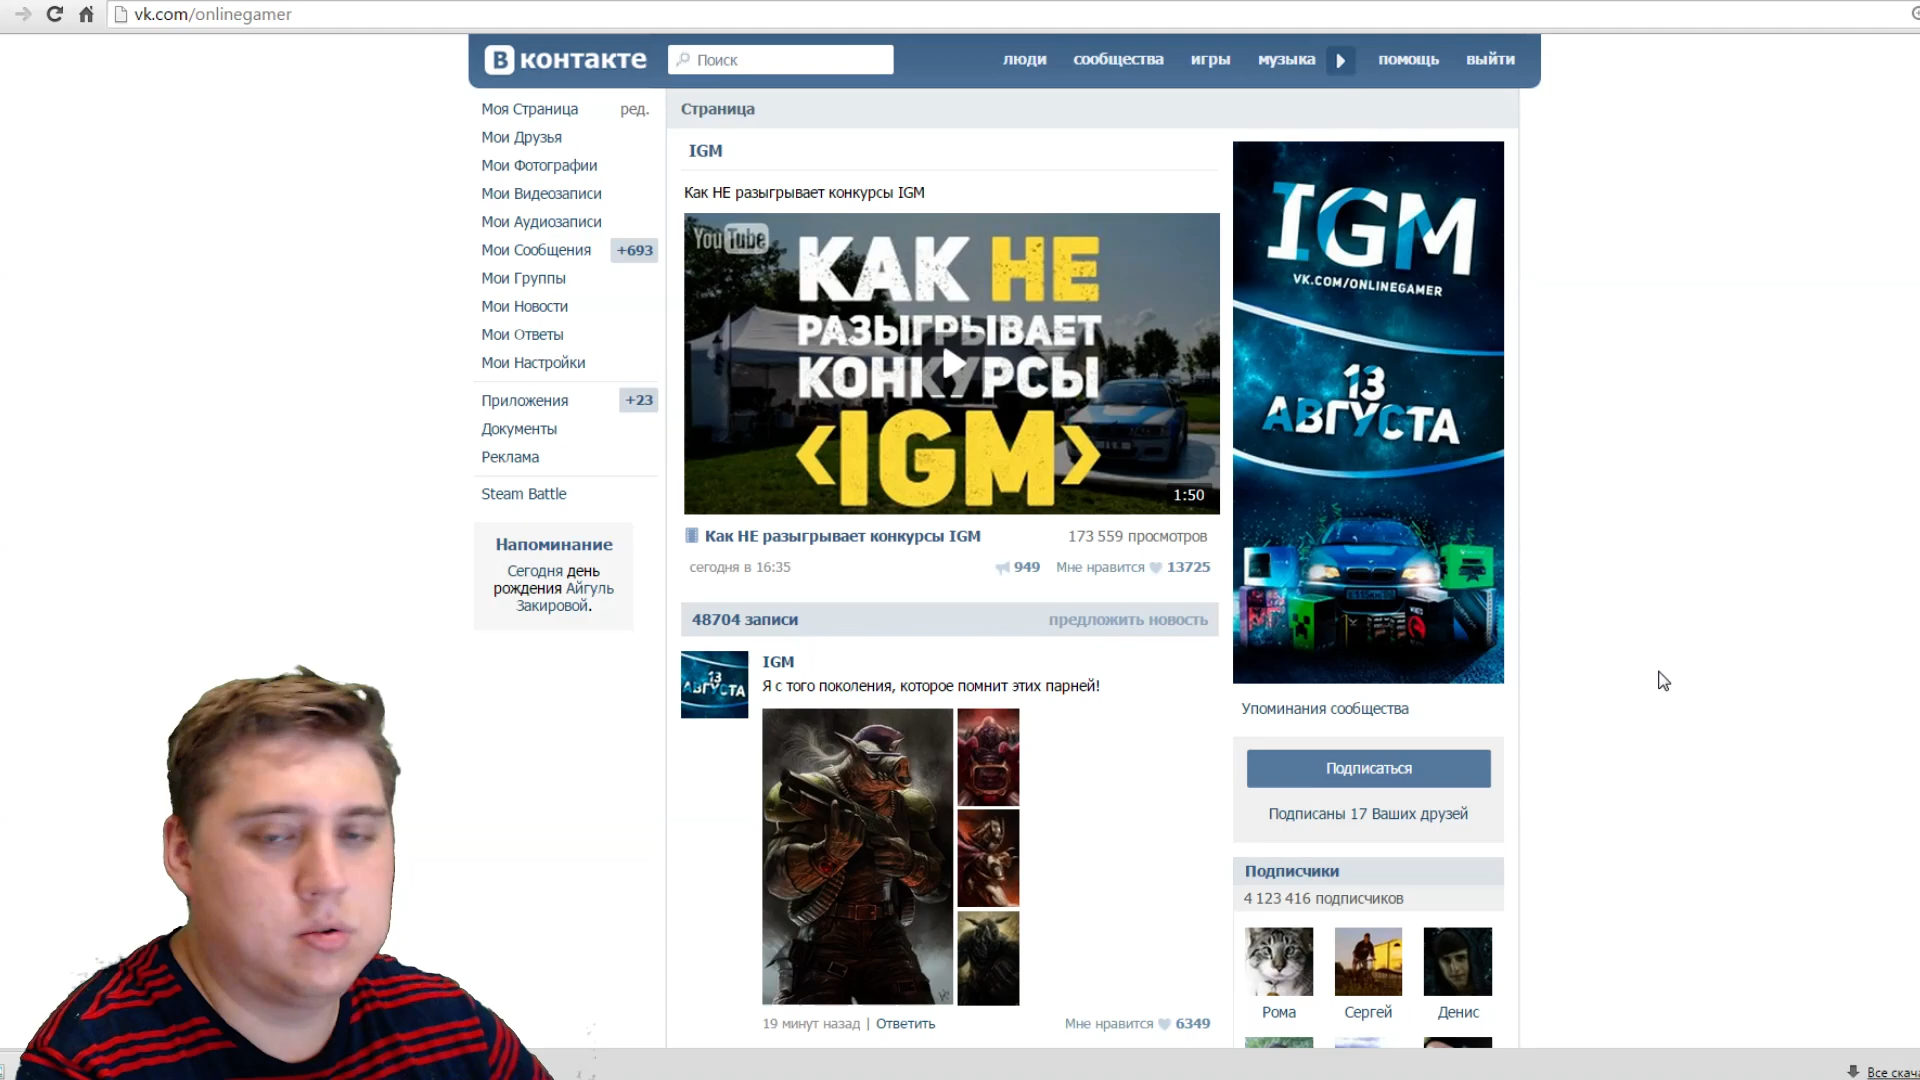 vk.com/onlinegamer
В контакте
Поиск
люди
сообщества
игры
музыка
помощь
выйти
Моя Страница
ред.
Мои Друзья
Мои Фотографии
Мои Видеозаписи
Мои Аудиозаписи
Мои Сообщения
+693
Мои Группы
Мои Новости
Мои Ответы
Мои Настройки
Приложения
+23
Документы
Реклама
Steam Battle
Напоминание
Сегодня день
рождения Айгуль
Закировой.
Страница
IGM
Как НЕ разыгрывает конкурсы IGM
YouTube
КАК НЕ
РАЗЫГРЫВАЕТ
КОНКУРСЫ
<IGM>
1:50
Как НЕ разыгрывает конкурсы IGM
173 559 просмотров
сегодня в 16:35
949
Мне нравится
13725
48704 записи
предложить новость
13
АВГУСТА
IGM
Я с того поколения, которое помнит этих парней!
19 минут назад | Ответить
Мне нравится
6349
IGM
VK.COM/ONLINEGAMER
13
АВГУСТА
Упоминания сообщества
Подписаться
Подписаны 17 Ваших друзей
Подписчики
4 123 416 подписчиков
Рома
Сергей
Денис